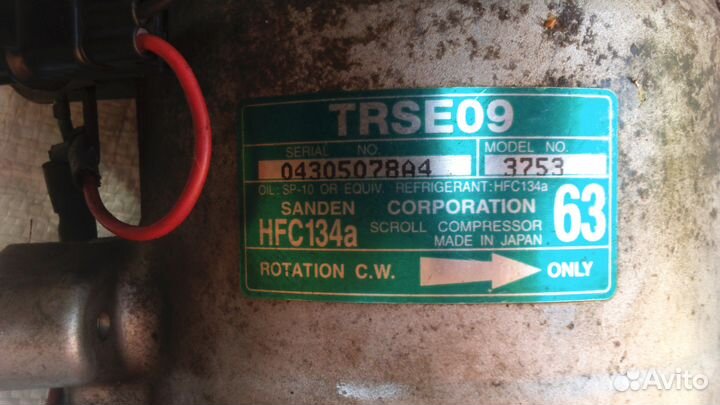 TRSE09
SERIAL NO. MODEL NO.
04305078A4 3753
OIL: SP-10 OR EQUIV. REFRIGERANT:HFC134a
SANDEN CORPORATION 63
HFC134a SCROLL COMPRESSOR
MADE IN JAPAN
ROTATION C.W. ONLY
Avito